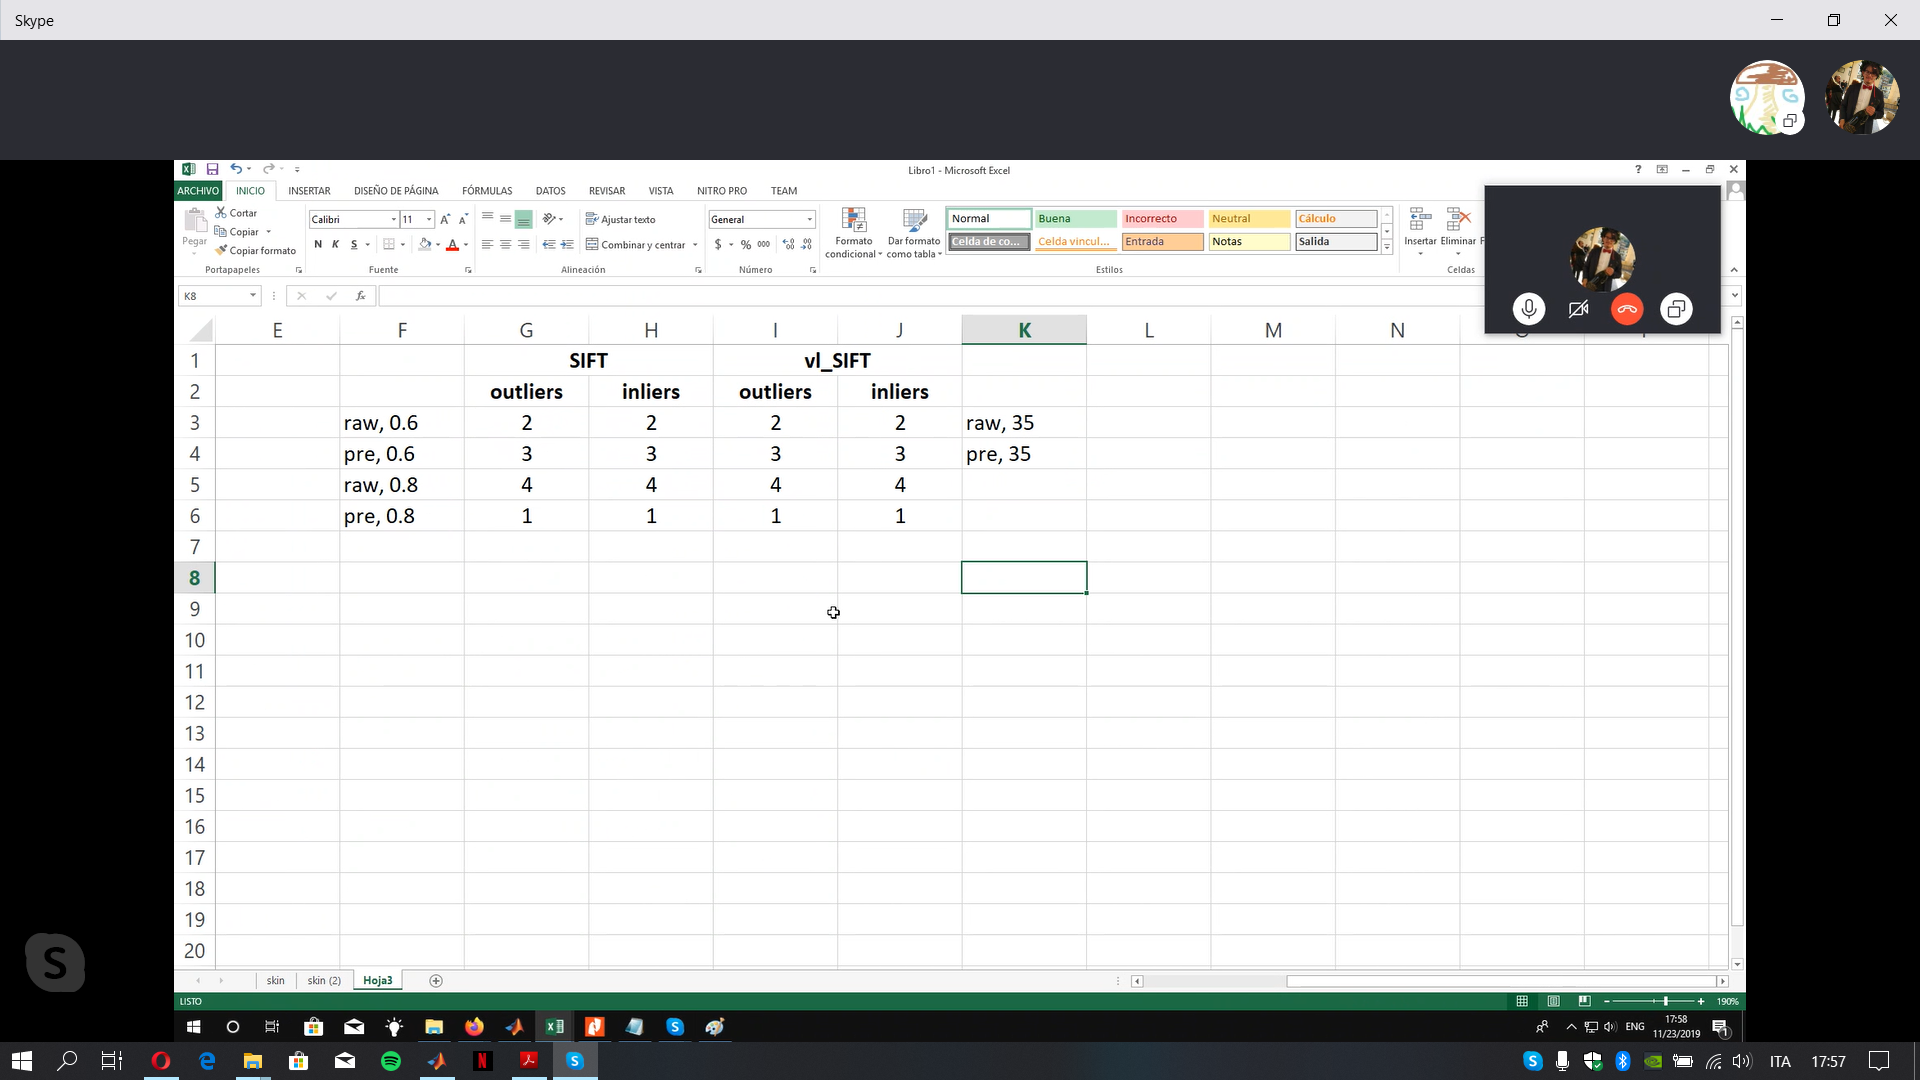 Skype
Libro1 - Microsoft Excel
ARCHIVO INICIO INSERTAR DISEÑO DE PÁGINA FÓRMULAS DATOS REVISAR VISTA NITRO PRO TEAM
Pegar
Cortar
Copiar
Copiar formato
Portapapeles
Calibri 11
N K S
Fuente
Ajustar texto
Combinar y centrar
Alineación
General
$ % 000
Número
Formato condicional
Dar formato como tabla
Normal Buena Incorrecto Neutral Cálculo
Celda de co... Celda vincul... Entrada Notas Salida
Estilos
Insertar Eliminar F
Celdas
K8
fx
E F G H I J K L M N
1 SIFT vl_SIFT
2 outliers inliers outliers inliers
3 raw, 0.6 2 2 2 2 raw, 35
4 pre, 0.6 3 3 3 3 pre, 35
5 raw, 0.8 4 4 4 4
6 pre, 0.8 1 1 1 1
7
8
9
10
11
12
13
14
15
16
17
18
19
20
skin skin (2) Hoja3
LISTO 190%
ENG 17:58
11/23/2019
ITA 17:57